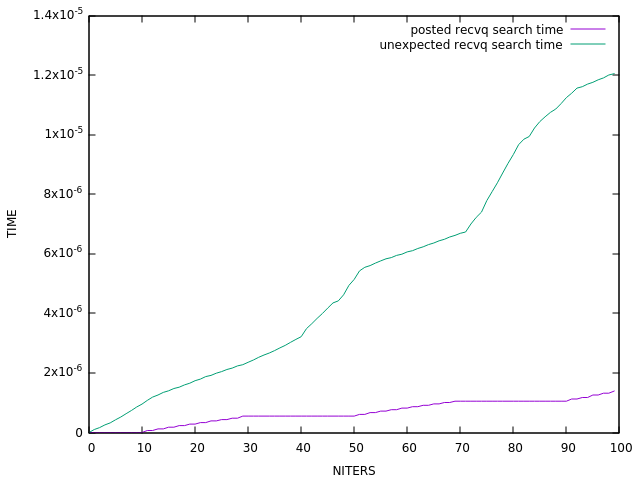 1.4x10⁻⁵
1.2x10⁻⁵
1x10⁻⁵
8x10⁻⁶
6x10⁻⁶
4x10⁻⁶
2x10⁻⁶
0
TIME
posted recvq search time
unexpected recvq search time
0 10 20 30 40 50 60 70 80 90 100
NITERS